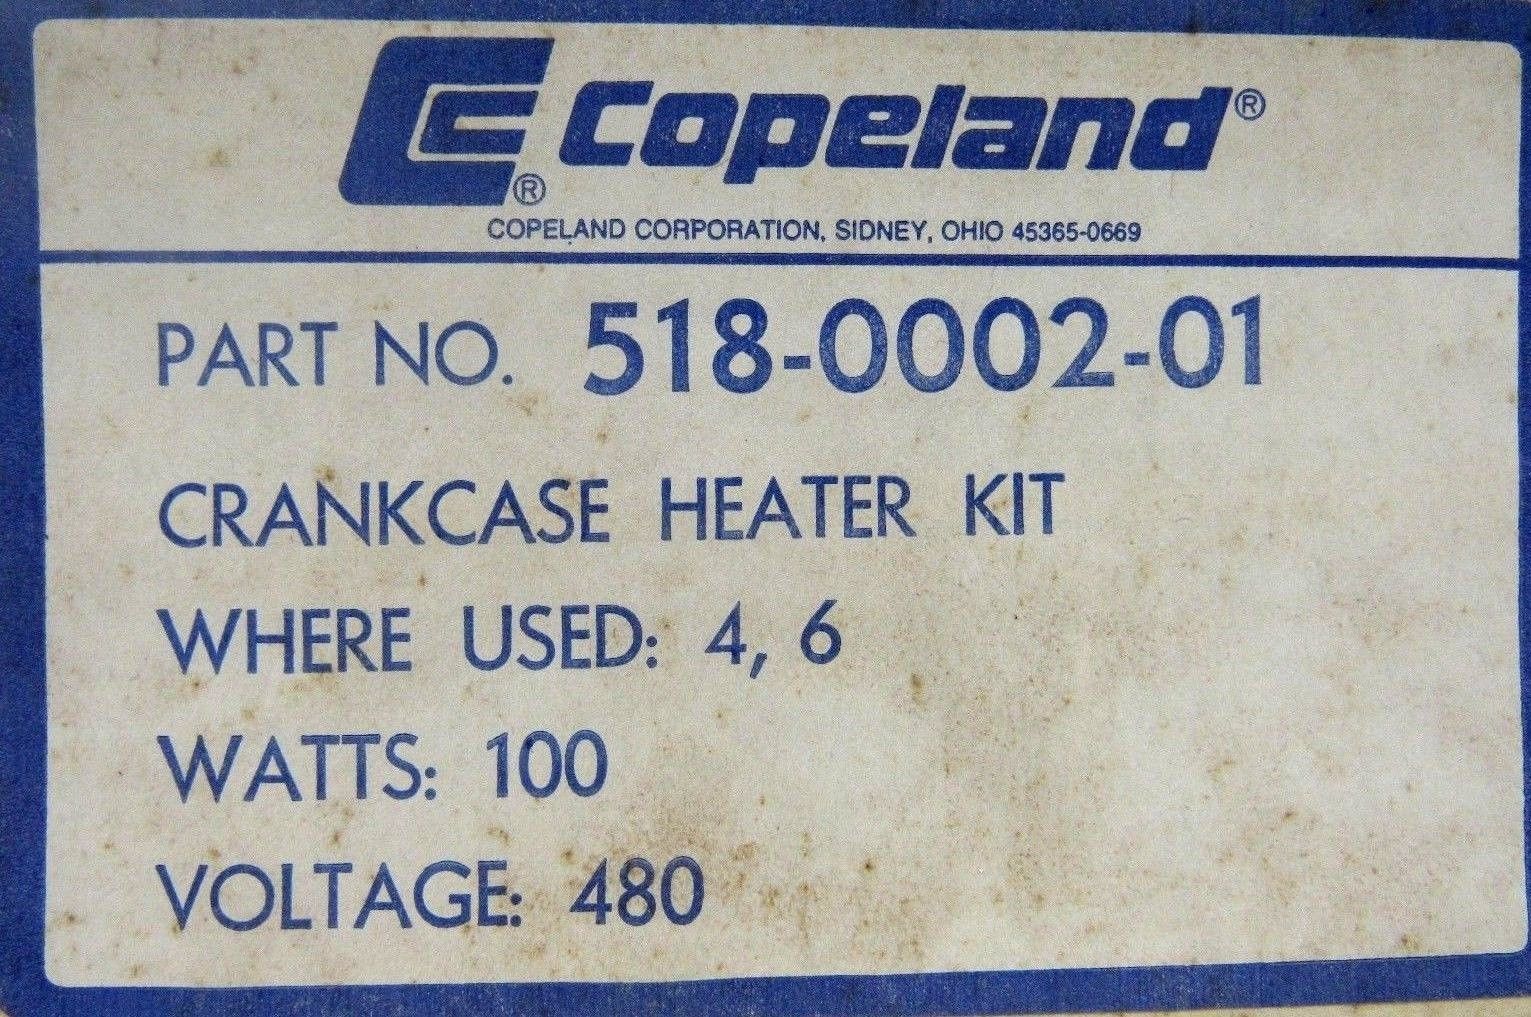 Copeland®
®
COPELAND CORPORATION, SIDNEY, OHIO 45365-0669
PART NO. 518-0002-01
CRANKCASE HEATER KIT
WHERE USED: 4, 6
WATTS: 100
VOLTAGE: 480